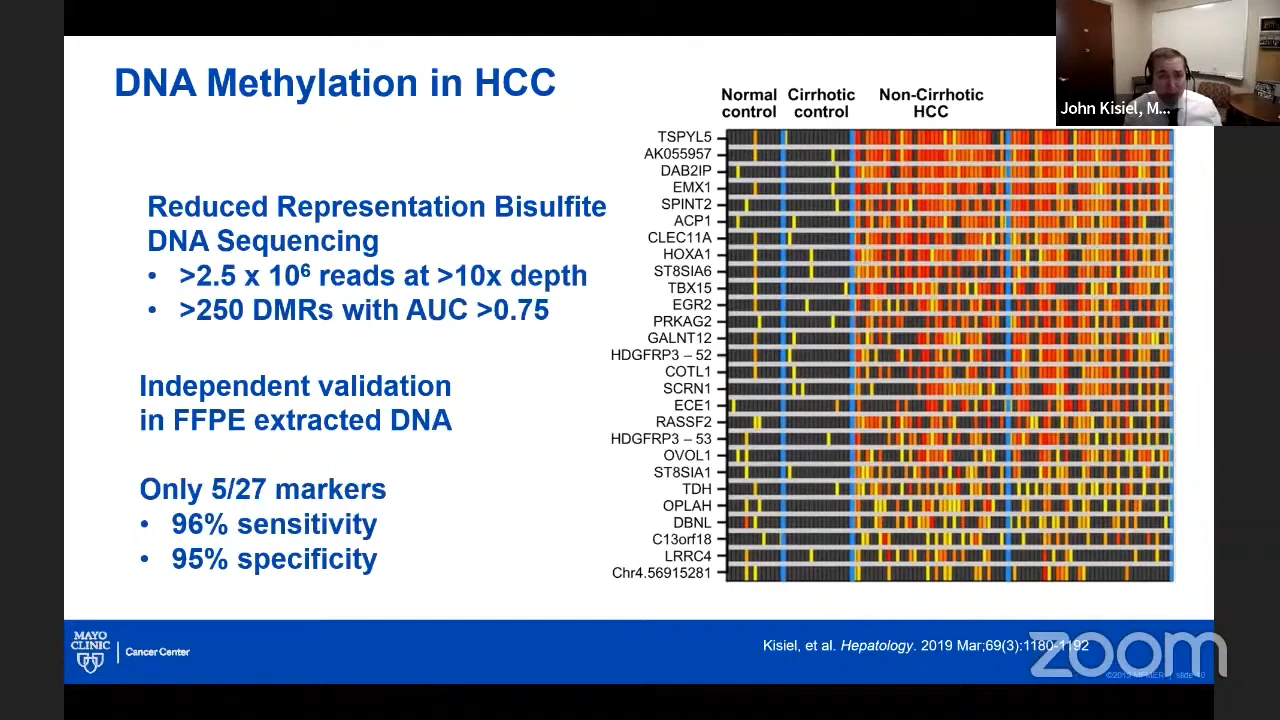 DNA Methylation in HCC
Reduced Representation Bisulfite
DNA Sequencing
• >2.5 x 10⁶ reads at >10x depth
• >250 DMRs with AUC >0.75
Independent validation
in FFPE extracted DNA
Only 5/27 markers
• 96% sensitivity
• 95% specificity
Normal control
Cirrhotic control
Non-Cirrhotic HCC
TSPYL5
AK055957
DAB2IP
EMX1
SPINT2
ACP1
CLEC11A
HOXA1
ST8SIA6
TBX15
EGR2
PRKAG2
GALNT12
HDGFRP3 – 52
COTL1
SCRN1
ECE1
RASSF2
HDGFRP3 – 53
OVOL1
ST8SIA1
TDH
OPLAH
DBNL
C13orf18
LRRC4
Chr4.56915281
John Kisiel, M...
MAYO
CLINIC
Cancer Center
Kisiel, et al. Hepatology. 2019 Mar;69(3):1180-1192
zoom
©2019 MFMER | slide-10